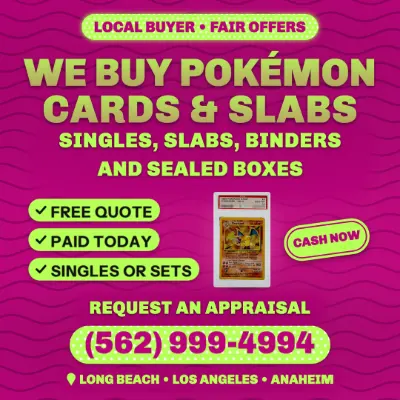 LOCAL BUYER • FAIR OFFERS
WE BUY POKÉMON
CARDS & SLABS
SINGLES, SLABS, BINDERS
AND SEALED BOXES
✓ FREE QUOTE
✓ PAID TODAY
✓ SINGLES OR SETS
CASH NOW
REQUEST AN APPRAISAL
(562) 999-4994
LONG BEACH • LOS ANGELES • ANAHEIM